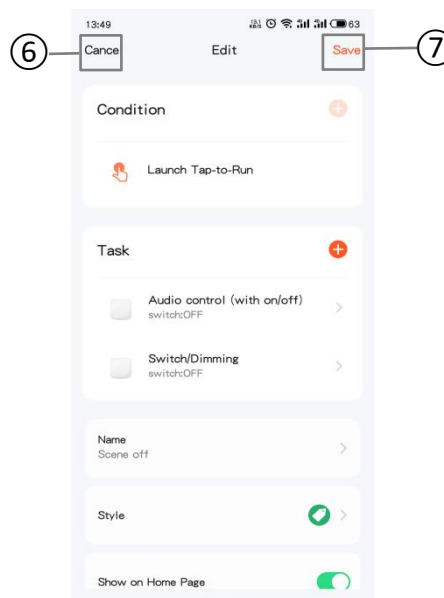 13:49 63
⑥ Cance Edit Save ⑦
Condition
Launch Tap-to-Run
Task
Audio control (with on/off)
switch:OFF
Switch/Dimming
switch:OFF
Name
Scene off
Style
Show on Home Page